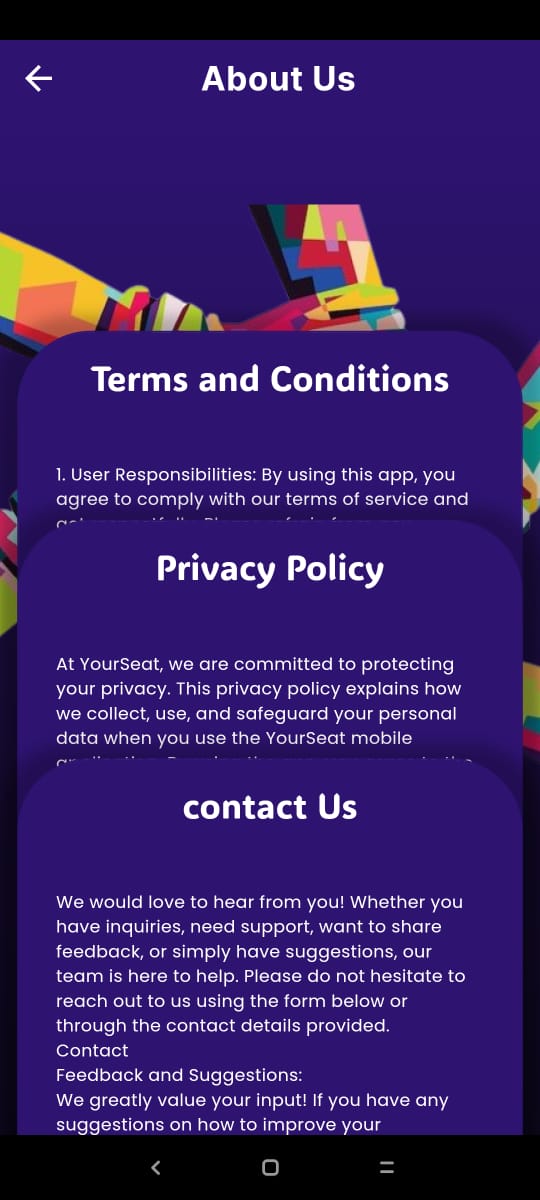 About Us
Terms and Conditions
1. User Responsibilities: By using this app, you
agree to comply with our terms of service and
Privacy Policy
At YourSeat, we are committed to protecting
your privacy. This privacy policy explains how
we collect, use, and safeguard your personal
data when you use the YourSeat mobile
contact Us
We would love to hear from you! Whether you
have inquiries, need support, want to share
feedback, or simply have suggestions, our
team is here to help. Please do not hesitate to
reach out to us using the form below or
through the contact details provided.
Contact
Feedback and Suggestions:
We greatly value your input! If you have any
suggestions on how to improve your